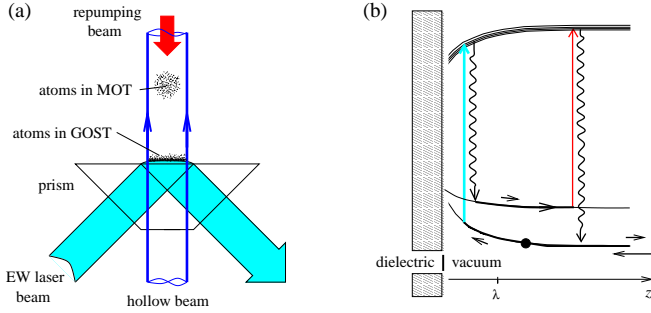 (a)
repumping
beam
atoms in MOT
atoms in GOST
prism
EW laser
beam
hollow beam
(b)
dielectric
vacuum
λ
z